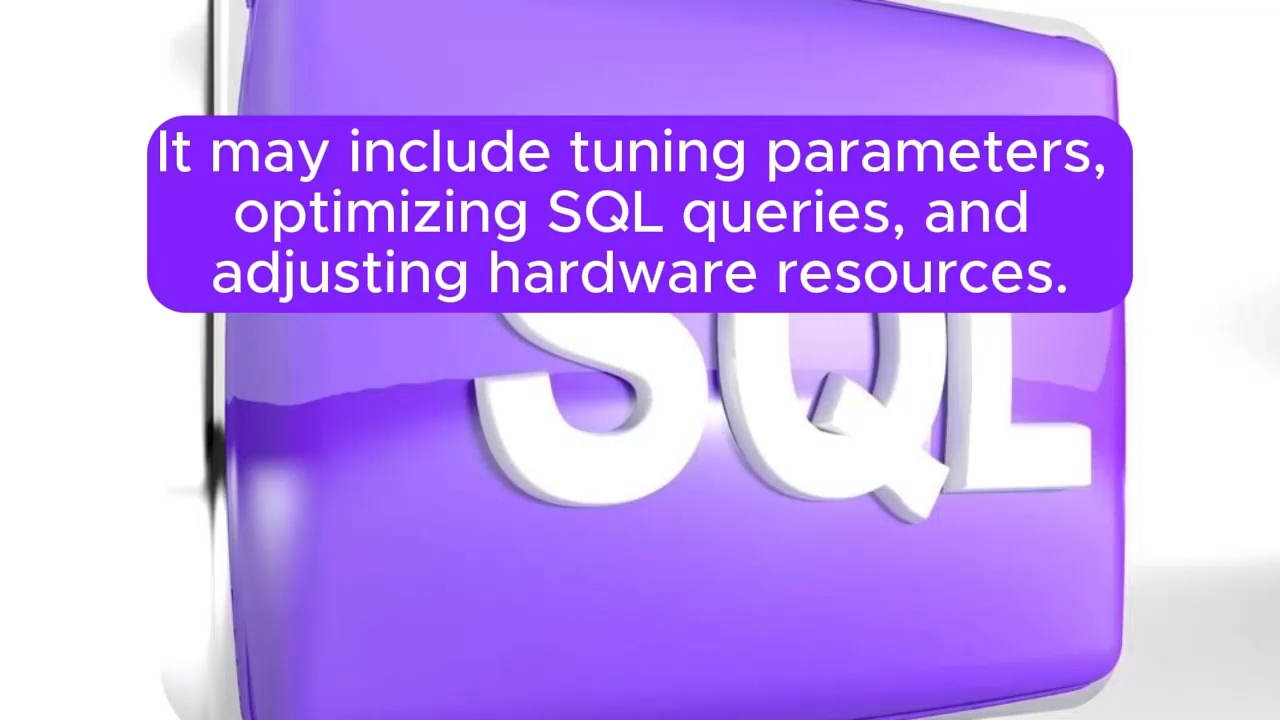 It may include tuning parameters,
optimizing SQL queries, and
adjusting hardware resources.
SQL